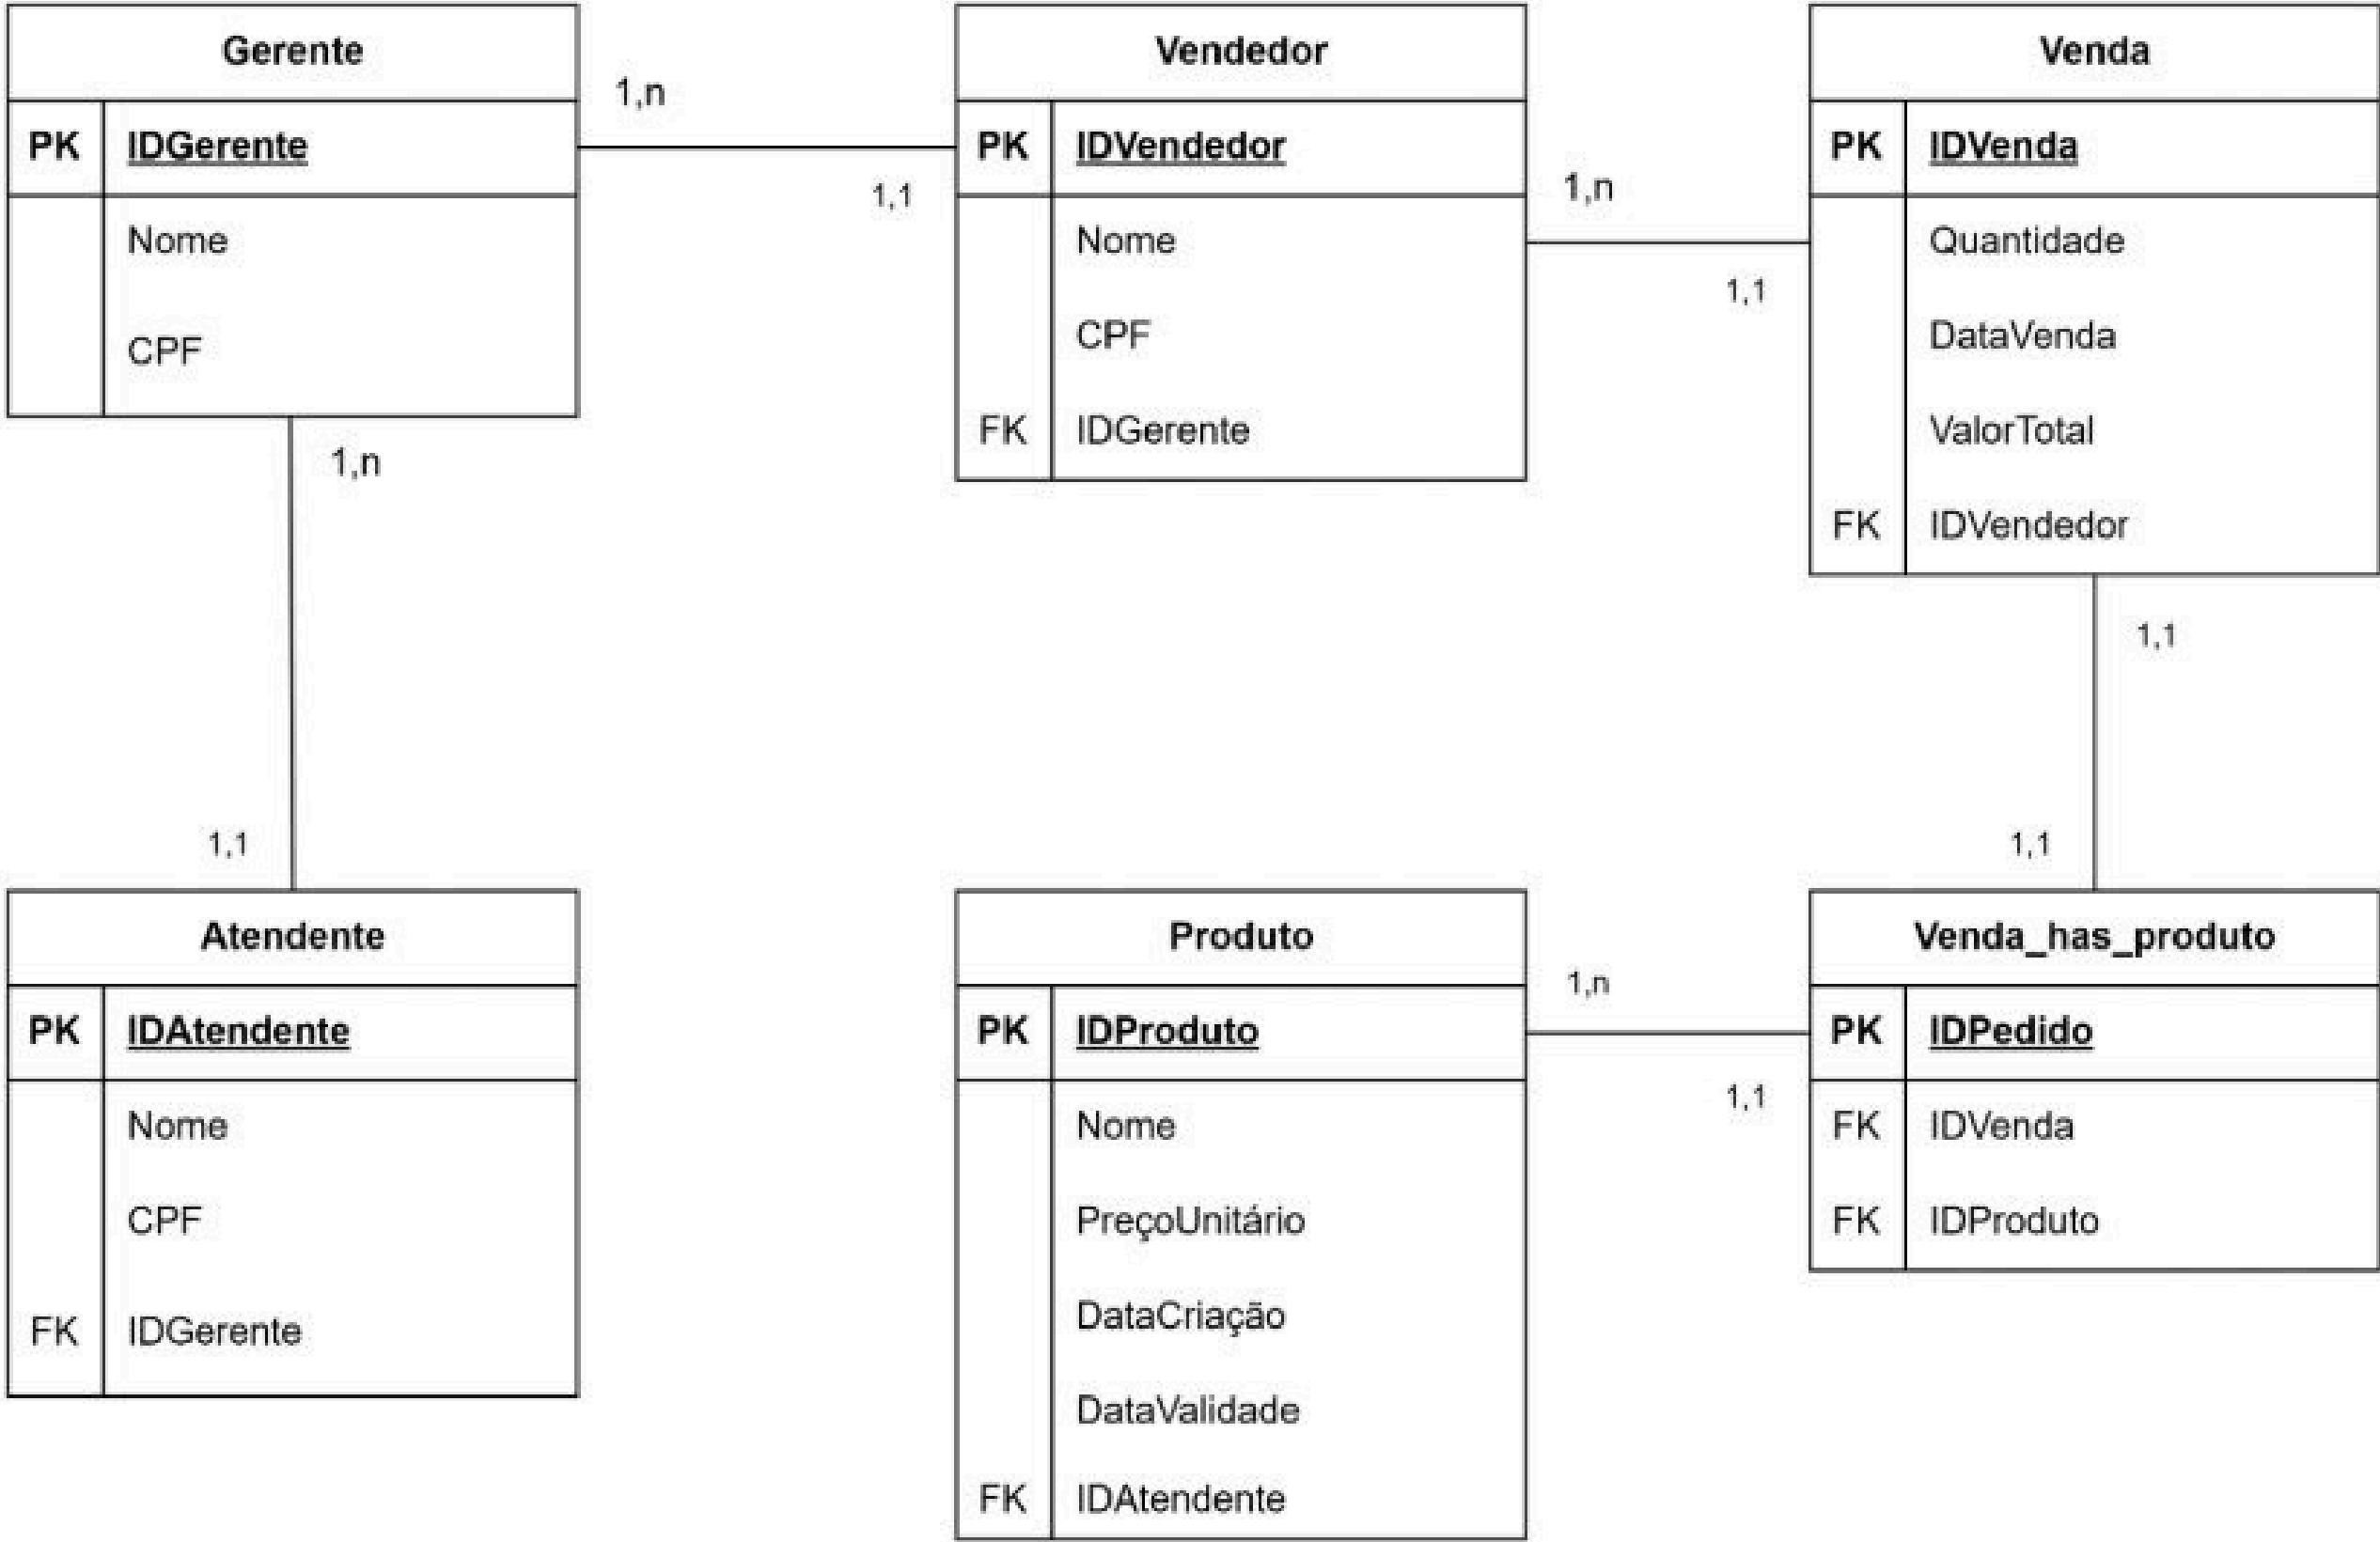 Gerente
PK IDGerente
Nome
CPF
1,n
1,1
Vendedor
PK IDVendedor
Nome
CPF
FK IDGerente
1,n
1,1
Venda
PK IDVenda
Quantidade
DataVenda
ValorTotal
FK IDVendedor
1,n
1,1
1,1
1,1
Atendente
PK IDAtendente
Nome
CPF
FK IDGerente
Produto
PK IDProduto
Nome
PreçoUnitário
DataCriação
DataValidade
FK IDAtendente
1,n
1,1
Venda_has_produto
PK IDPedido
FK IDVenda
FK IDProduto